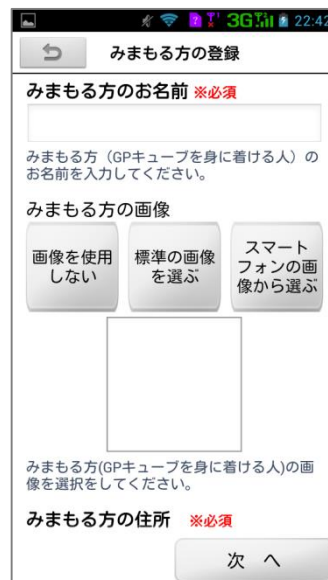 3G 22:42
みまもる方の登録
みまもる方のお名前 ※必須
みまもる方（GPキューブを身に着ける人）の
お名前を入力してください。
みまもる方の画像
画像を使用
しない
標準の画像
を選ぶ
スマート
フォンの画
像から選ぶ
みまもる方(GPキューブを身に着ける人)の画
像を選択をしてください。
みまもる方の住所 ※必須
次 へ